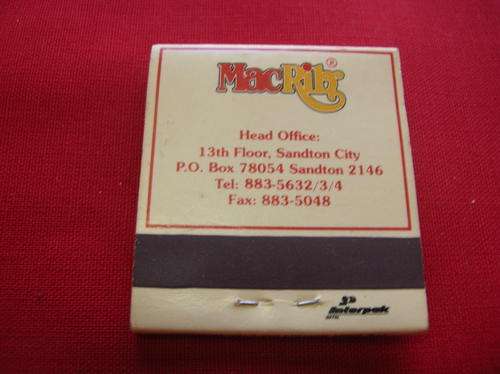 MacRib®
Head Office:
13th Floor, Sandton City
P.O. Box 78054 Sandton 2146
Tel: 883-5632/3/4
Fax: 883-5048
Interpak